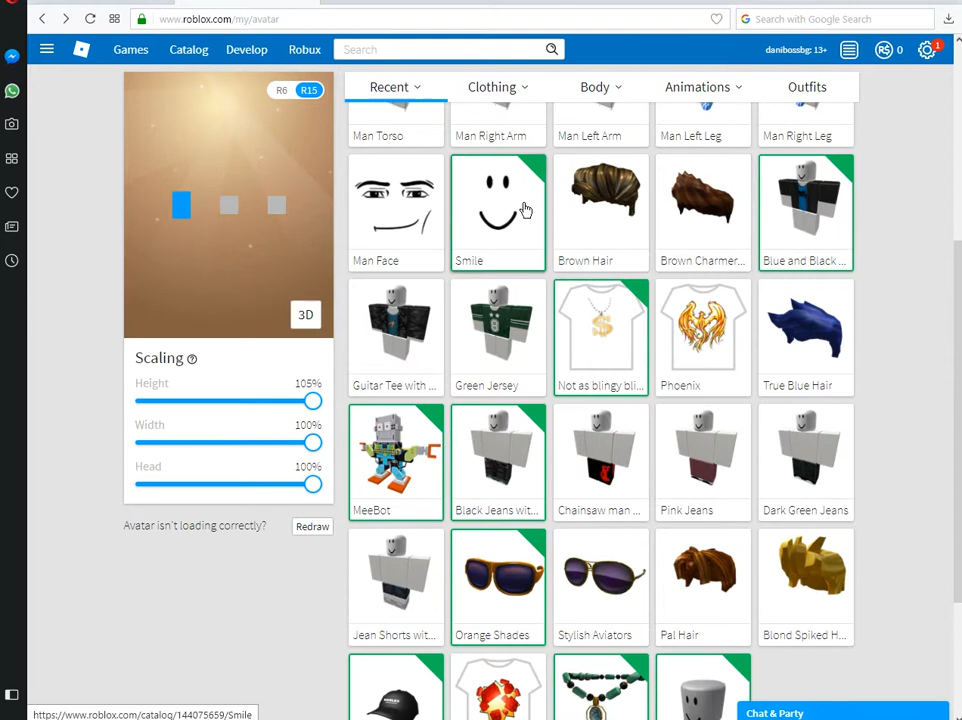 www.roblox.com/my/avatar
Search with Google Search
Games
Catalog
Develop
Robux
Search
danibossbg: 13+
R$ 0
1
R6
R15
Recent
Clothing
Body
Animations
Outfits
Man Torso
Man Right Arm
Man Left Arm
Man Left Leg
Man Right Leg
Man Face
Smile
Brown Hair
Brown Charmer...
Blue and Black ...
3D
Scaling
Height
105%
Width
100%
Head
100%
Avatar isn't loading correctly?
Redraw
Guitar Tee with ...
Green Jersey
Not as blingy bli...
Phoenix
True Blue Hair
MeeBot
Black Jeans wit...
Chainsaw man ...
Pink Jeans
Dark Green Jeans
Jean Shorts wit...
Orange Shades
Stylish Aviators
Pal Hair
Blond Spiked H...
https://www.roblox.com/catalog/144075659/Smile
Chat & Party